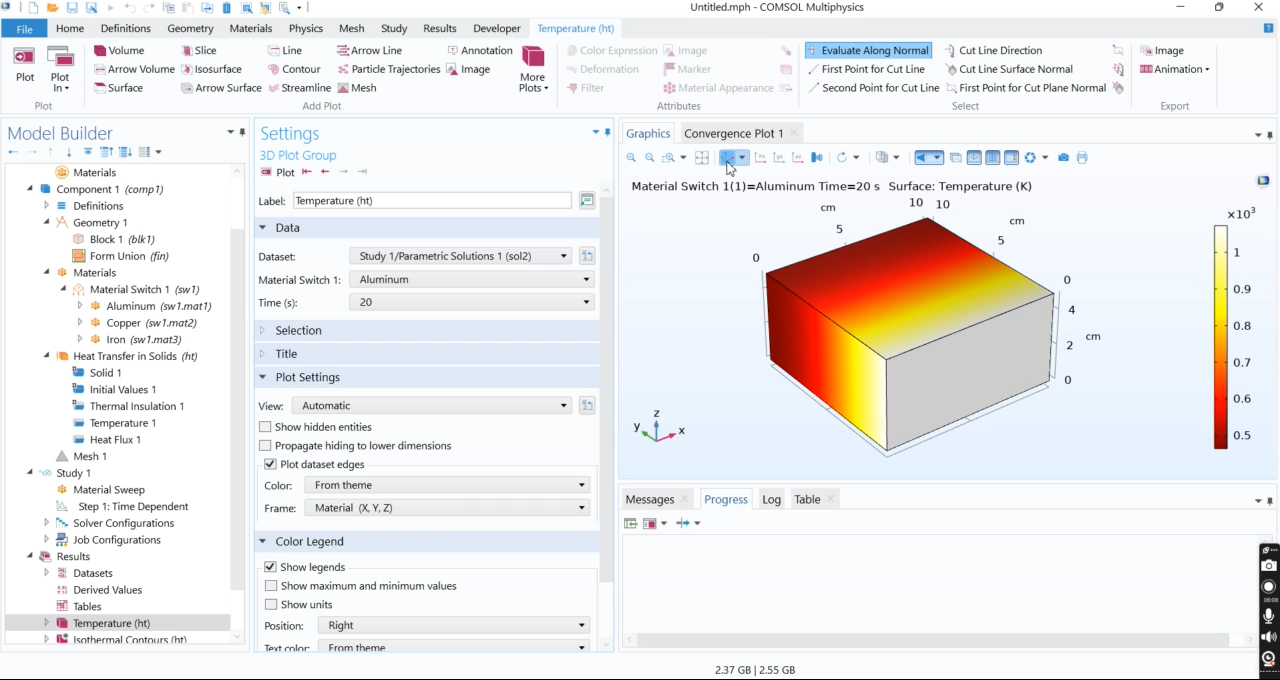 Untitled.mph - COMSOL Multiphysics
File Home Definitions Geometry Materials Physics Mesh Study Results Developer Temperature (ht)
Plot
Plot In
Plot
Volume Slice Line Arrow Line Annotation
Arrow Volume Isosurface Contour Particle Trajectories Image
Surface Arrow Surface Streamline Mesh
More Plots
Add Plot
Color Expression Image
Deformation Marker
Filter Material Appearance
Attributes
Evaluate Along Normal Cut Line Direction
First Point for Cut Line Cut Line Surface Normal
Second Point for Cut Line First Point for Cut Plane Normal
Select
Image
Animation
Export
Model Builder
Materials
Component 1 (comp1)
Definitions
Geometry 1
Block 1 (blk1)
Form Union (fin)
Materials
Material Switch 1 (sw1)
Aluminum (sw1.mat1)
Copper (sw1.mat2)
Iron (sw1.mat3)
Heat Transfer in Solids (ht)
Solid 1
Initial Values 1
Thermal Insulation 1
Temperature 1
Heat Flux 1
Mesh 1
Study 1
Material Sweep
Step 1: Time Dependent
Solver Configurations
Job Configurations
Results
Datasets
Derived Values
Tables
Temperature (ht)
Isothermal Contours (ht)
Settings
3D Plot Group
Plot
Label: Temperature (ht)
Data
Dataset: Study 1/Parametric Solutions 1 (sol2)
Material Switch 1: Aluminum
Time (s): 20
Selection
Title
Plot Settings
View: Automatic
Show hidden entities
Propagate hiding to lower dimensions
Plot dataset edges
Color: From theme
Frame: Material (X, Y, Z)
Color Legend
Show legends
Show maximum and minimum values
Show units
Position: Right
Text color: From theme
Graphics Convergence Plot 1
Material Switch 1(1)=Aluminum Time=20 s Surface: Temperature (K)
cm
10 10
cm
5
5
0
0
4
2
0
cm
×10³
1
0.9
0.8
0.7
0.6
0.5
z
y
x
Messages Progress Log Table
06:08
2.37 GB | 2.55 GB